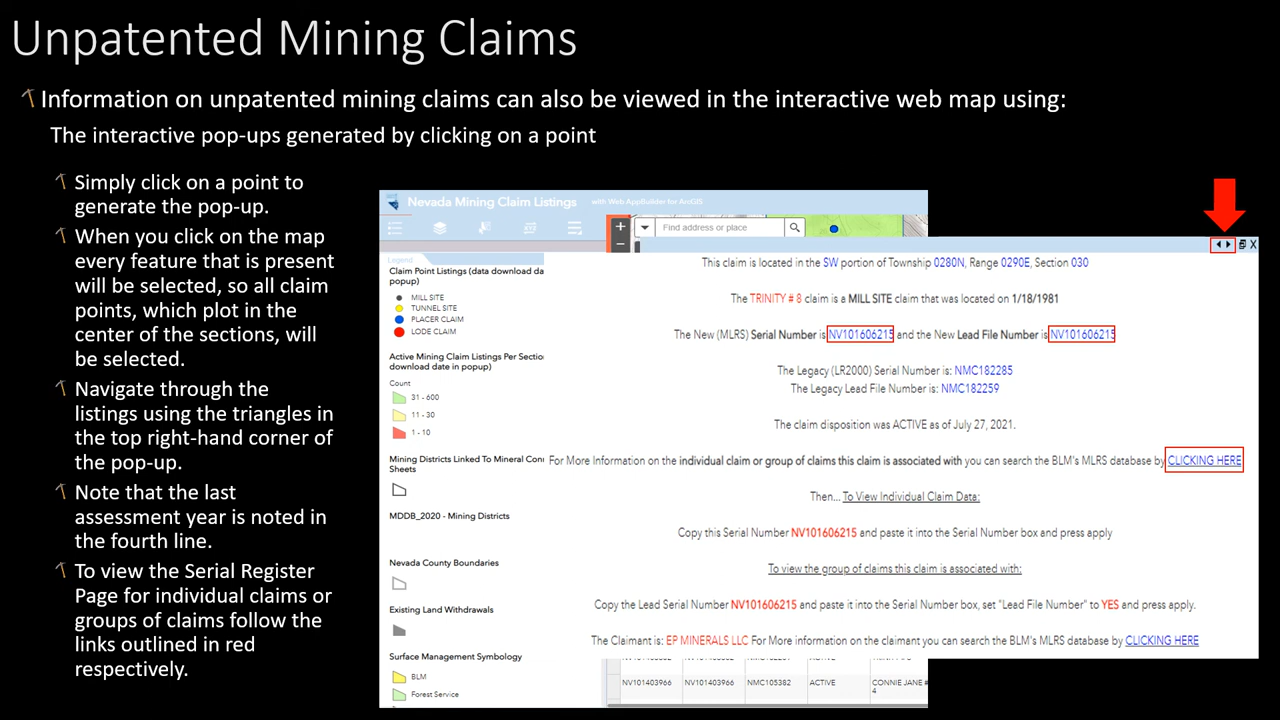 Unpatented Mining Claims
Information on unpatented mining claims can also be viewed in the interactive web map using:
The interactive pop-ups generated by clicking on a point
Simply click on a point to
generate the pop-up.
When you click on the map
every feature that is present
will be selected, so all claim
points, which plot in the
center of the sections, will
be selected.
Navigate through the
listings using the triangles in
the top right-hand corner of
the pop-up.
Note that the last
assessment year is noted in
the fourth line.
To view the Serial Register
Page for individual claims or
groups of claims follow the
links outlined in red
respectively.
Nevada Mining Claim Listings with Web AppBuilder for ArcGIS
Find address or place
Legend
Claim Point Listings (data download da
popup)
MILL SITE
TUNNEL SITE
PLACER CLAIM
LODE CLAIM
Active Mining Claim Listings Per Section
download date in popup)
Count
31 - 600
11 - 30
1 - 10
Mining Districts Linked To Mineral
Sheets
MDDB_2020 - Mining Districts
Nevada County Boundaries
Existing Land Withdrawals
Surface Management Symbology
BLM
Forest Service
This claim is located in the SW portion of Township 0280N, Range 0290E, Section 030
The TRINITY # 8 claim is a MILL SITE claim that was located on 1/18/1981
The New (MLRS) Serial Number is NV101606215 and the New Lead File Number is NV101606215
The Legacy (LR2000) Serial Number is: NMC182285
The Legacy Lead File Number is: NMC182259
The claim disposition was ACTIVE as of July 27, 2021.
For More Information on the individual claim or group of claims this claim is associated with you can search the BLM's MLRS database by CLICKING HERE
Then... To View Individual Claim Data:
Copy this Serial Number NV101606215 and paste it into the Serial Number box and press apply
To view the group of claims this claim is associated with:
Copy the Lead Serial Number NV101606215 and paste it into the Serial Number box, set "Lead File Number" to YES and press apply.
The Claimant is: EP MINERALS LLC For More information on the claimant you can search the BLM's MLRS database by CLICKING HERE
NV101403966 NV101403966 NMC105382 ACTIVE CONNIE JANE #
4